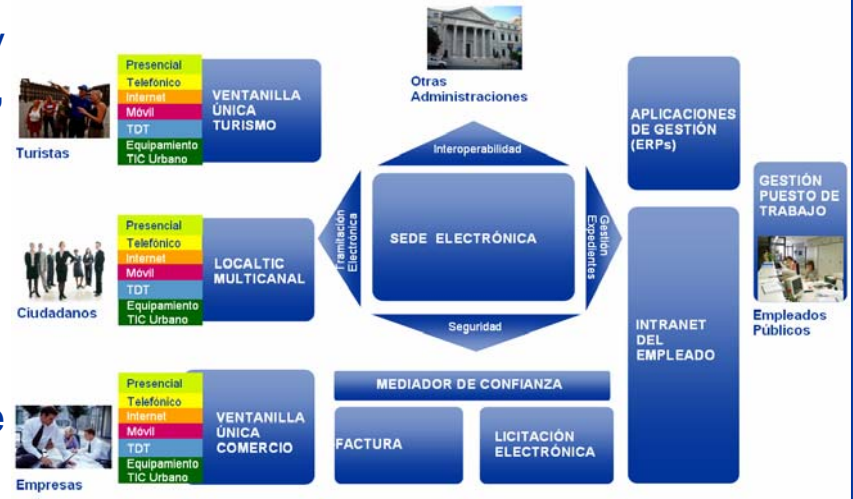 y
,
e
Turistas
Presencial
Telefónico
Internet
Móvil
TDT
Equipamiento
TIC Urbano
VENTANILLA
ÚNICA
TURISMO
Ciudadanos
Presencial
Telefónico
Internet
Móvil
TDT
Equipamiento
TIC Urbano
LOCALTIC
MULTICANAL
Empresas
Presencial
Telefónico
Internet
Móvil
TDT
Equipamiento
TIC Urbano
VENTANILLA
ÚNICA
COMERCIO
Otras
Administraciones
Interoperabilidad
Tramitación
Electrónica
SEDE ELECTRÓNICA
Gestión
Expedientes
Seguridad
MEDIADOR DE CONFIANZA
FACTURA
LICITACIÓN
ELECTRÓNICA
APLICACIONES
DE GESTIÓN
(ERPs)
INTRANET
DEL
EMPLEADO
GESTIÓN
PUESTO DE
TRABAJO
Empleados
Públicos